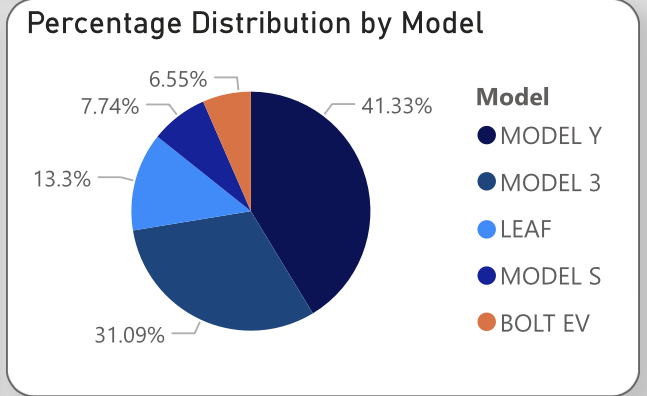 Percentage Distribution by Model
6.55%
7.74%
41.33%
13.3%
31.09%
Model
MODEL Y
MODEL 3
LEAF
MODEL S
BOLT EV